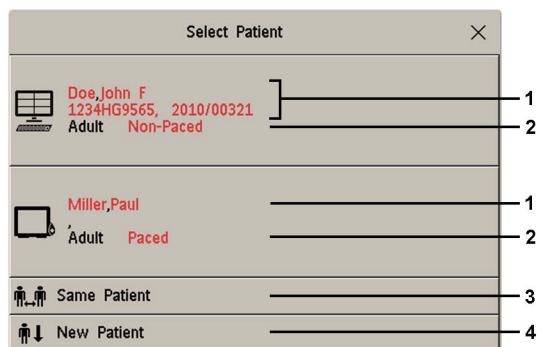 Select Patient
Doe,John F
1234HG9565, 2010/00321
1
Adult Non-Paced
2
Miller,Paul
1
,
Adult Paced
2
Same Patient
3
New Patient
4